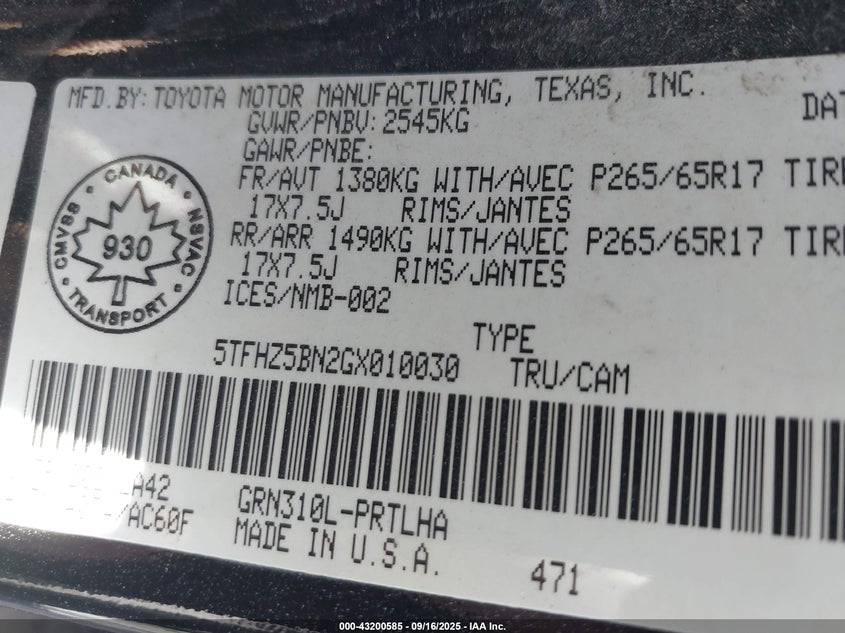 MFD.BY: TOYOTA MOTOR MANUFACTURING, TEXAS, INC.
GVWR/PNBV: 2545KG
GAWR/PNBE:
FR/AVT 1380KG WITH/AVEC P265/65R17
17X7.5J RIMS/JANTES
RR/ARR 1490KG WITH/AVEC P265/65R17
17X7.5J RIMS/JANTES
ICES/NMB-002
CANADA
CMVSS 930 NSVAC
TRANSPORT
TYPE
5TFHZ5BN2GX010030 TRU/CAM
A42 GRN310L-PRTLHA
/AC60F MADE IN U.S.A. 471
000-43200585 - 09/16/2025 - IAA Inc.